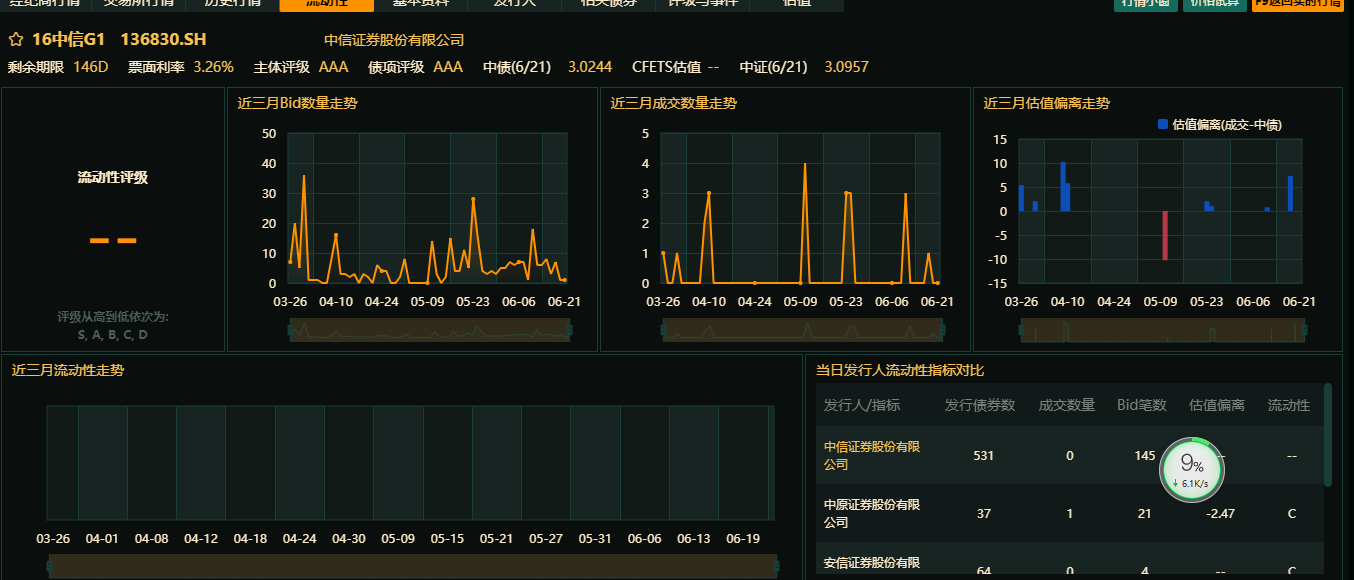 经纪商行情 交易所行情 历史行情 流动性 基本资料 发行人 相关债券 评级与事件 估值 行情小窗 价格试算 F9返回买卖的行情
16中信G1 136830.SH 中信证券股份有限公司
剩余期限 146D 票面利率 3.26% 主体评级 AAA 债项评级 AAA 中债(6/21) 3.0244 CFETS估值 -- 中证(6/21) 3.0957
流动性评级
--
评级从高到低依次为:
S, A, B, C, D
近三月Bid数量走势
50
40
30
20
10
0
03-26 04-10 04-24 05-09 05-23 06-06 06-21
近三月成交数量走势
5
4
3
2
1
0
03-26 04-10 04-24 05-09 05-23 06-06 06-21
近三月估值偏离走势
估值偏离(成交-中债)
15
10
5
0
-5
-10
-15
03-26 04-10 04-24 05-09 05-23 06-06 06-21
近三月流动性走势
03-26 04-01 04-08 04-12 04-18 04-24 04-30 05-09 05-15 05-21 05-27 05-31 06-06 06-13 06-19
当日发行人流动性指标对比
发行人/指标 发行债券数 成交数量 Bid笔数 估值偏离 流动性
中信证券股份有限
公司
531 0 145 -- --
9%
↓ 6.1K/s
中原证券股份有限
公司
37 1 21 -2.47 C
安信证券股份有限
64 0 4 -- C